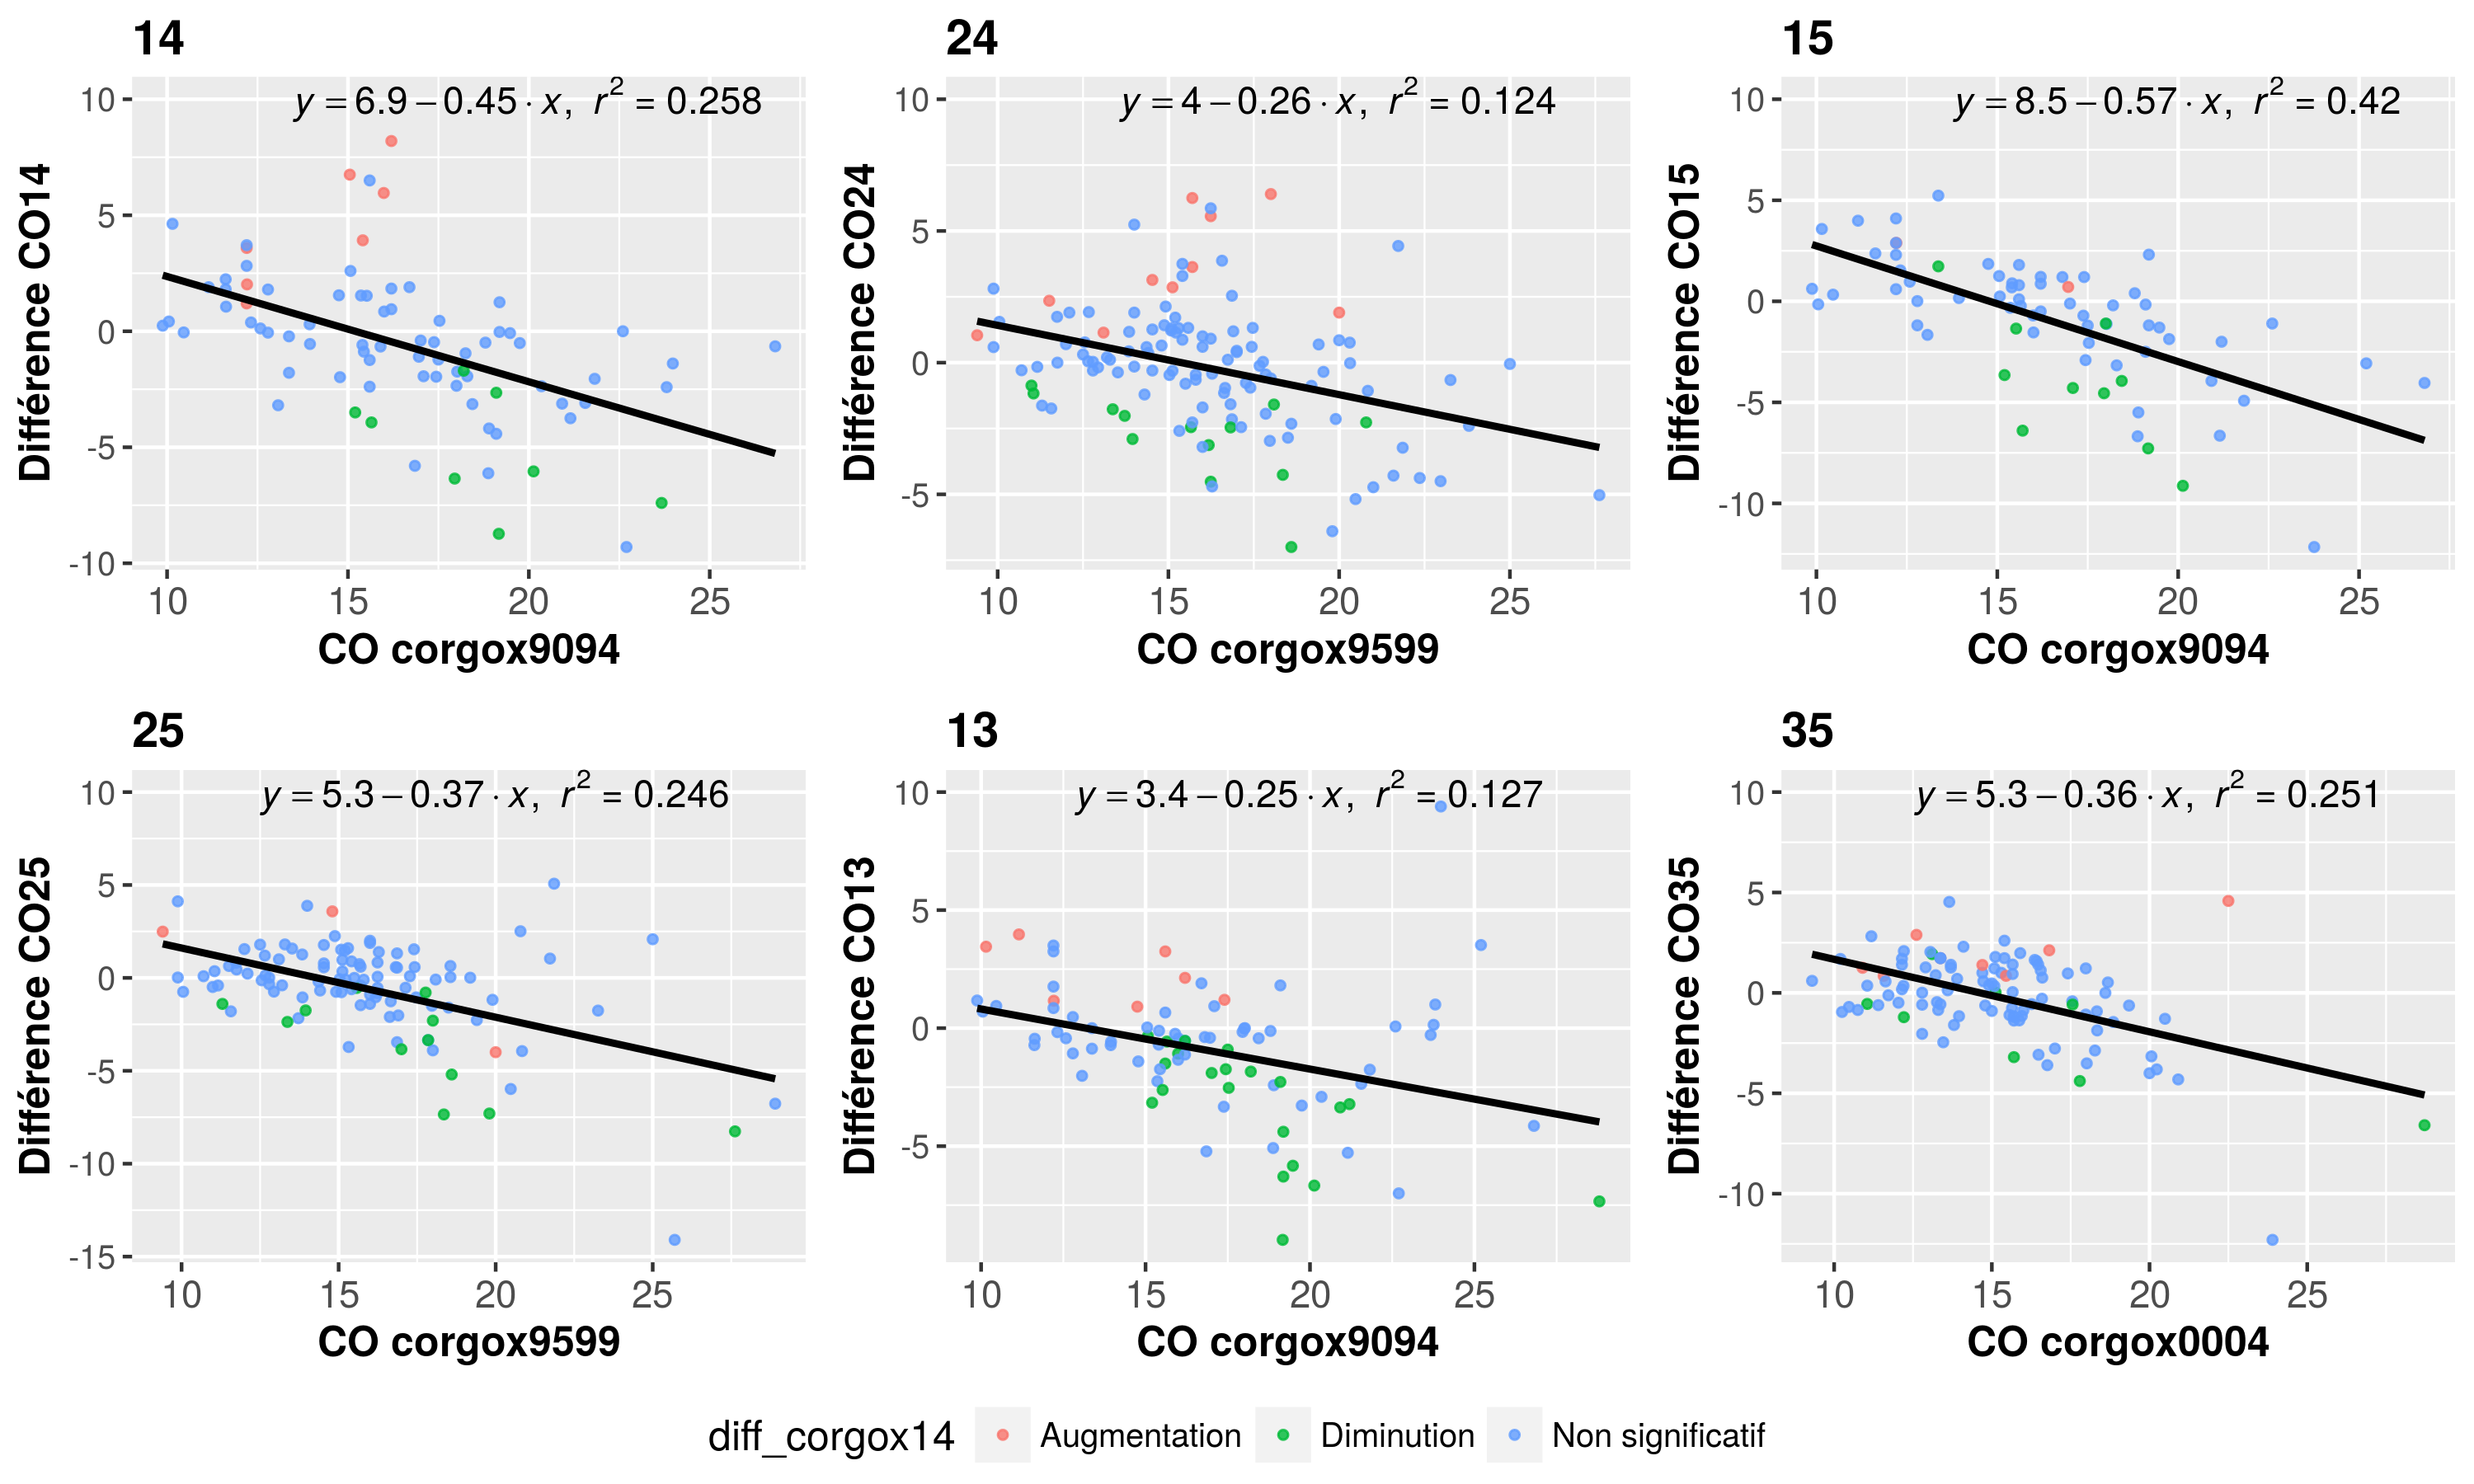 14
y = 6.9 − 0.45 · x, r² = 0.258
10
5
0
-5
-10
Différence CO14
10 15 20 25
CO corgox9094
24
y = 4 − 0.26 · x, r² = 0.124
10
5
0
-5
Différence CO24
10 15 20 25
CO corgox9599
15
y = 8.5 − 0.57 · x, r² = 0.42
10
5
0
-5
-10
Différence CO15
10 15 20 25
CO corgox9094
25
y = 5.3 − 0.37 · x, r² = 0.246
10
5
0
-5
-10
-15
Différence CO25
10 15 20 25
CO corgox9599
13
y = 3.4 − 0.25 · x, r² = 0.127
10
5
0
-5
Différence CO13
10 15 20 25
CO corgox9094
35
y = 5.3 − 0.36 · x, r² = 0.251
10
5
0
-5
-10
Différence CO35
10 15 20 25
CO corgox0004
diff_corgox14 Augmentation Diminution Non significatif